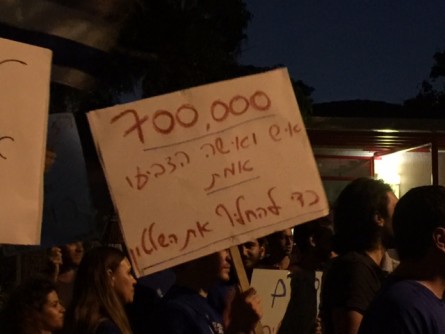 700,000
איש ואישה הצביעו
אמת
כדי להחליף את השלטון